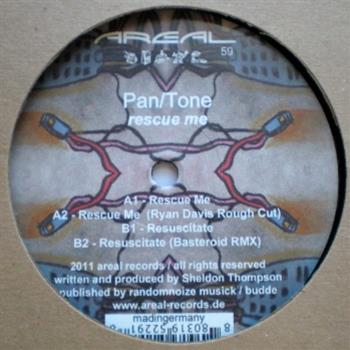 AREAL
59
Pan/Tone
rescue me
A1 - Rescue Me
A2 - Rescue Me (Ryan Davis Rough Cut)
B1 - Resuscitate
B2 - Resuscitate (Basteroid RMX)
2011 areal records / all rights reserved
written and produced by Sheldon Thompson
published by randomnoize musick / budde
www.areal-records.de
madingermany